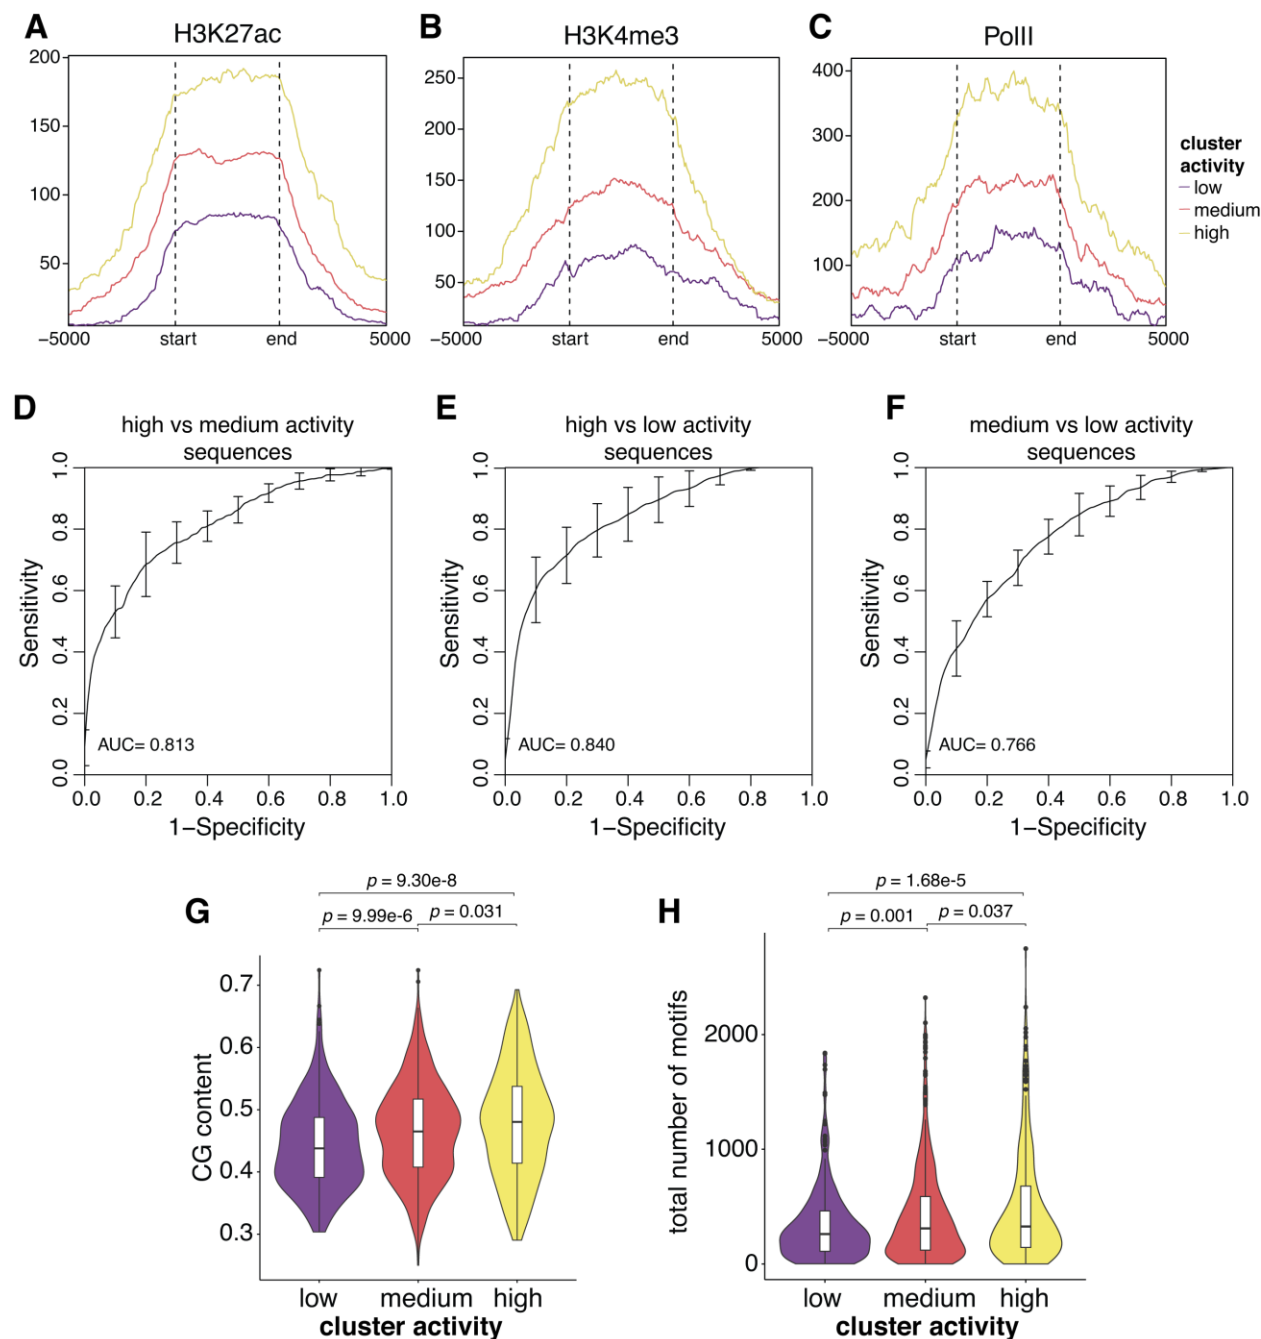 A
H3K27ac
200
150
100
50
−5000
start
end
5000
B
H3K4me3
250
200
150
100
50
−5000
start
end
5000
C
PolII
400
300
200
100
−5000
start
end
5000
cluster
activity
low
medium
high
D
high vs medium activity
sequences
Sensitivity
1.0
0.8
0.6
0.4
0.2
0.0
AUC= 0.813
0.0
0.2
0.4
0.6
0.8
1.0
1−Specificity
E
high vs low activity
sequences
Sensitivity
1.0
0.8
0.6
0.4
0.2
0.0
AUC= 0.840
0.0
0.2
0.4
0.6
0.8
1.0
1−Specificity
F
medium vs low activity
sequences
Sensitivity
1.0
0.8
0.6
0.4
0.2
0.0
AUC= 0.766
0.0
0.2
0.4
0.6
0.8
1.0
1−Specificity
G
p = 9.30e-8
p = 9.99e-6
p = 0.031
CG content
0.7
0.6
0.5
0.4
0.3
low
medium
high
cluster activity
H
p = 1.68e-5
p = 0.001
p = 0.037
total number of motifs
2000
1000
0
low
medium
high
cluster activity